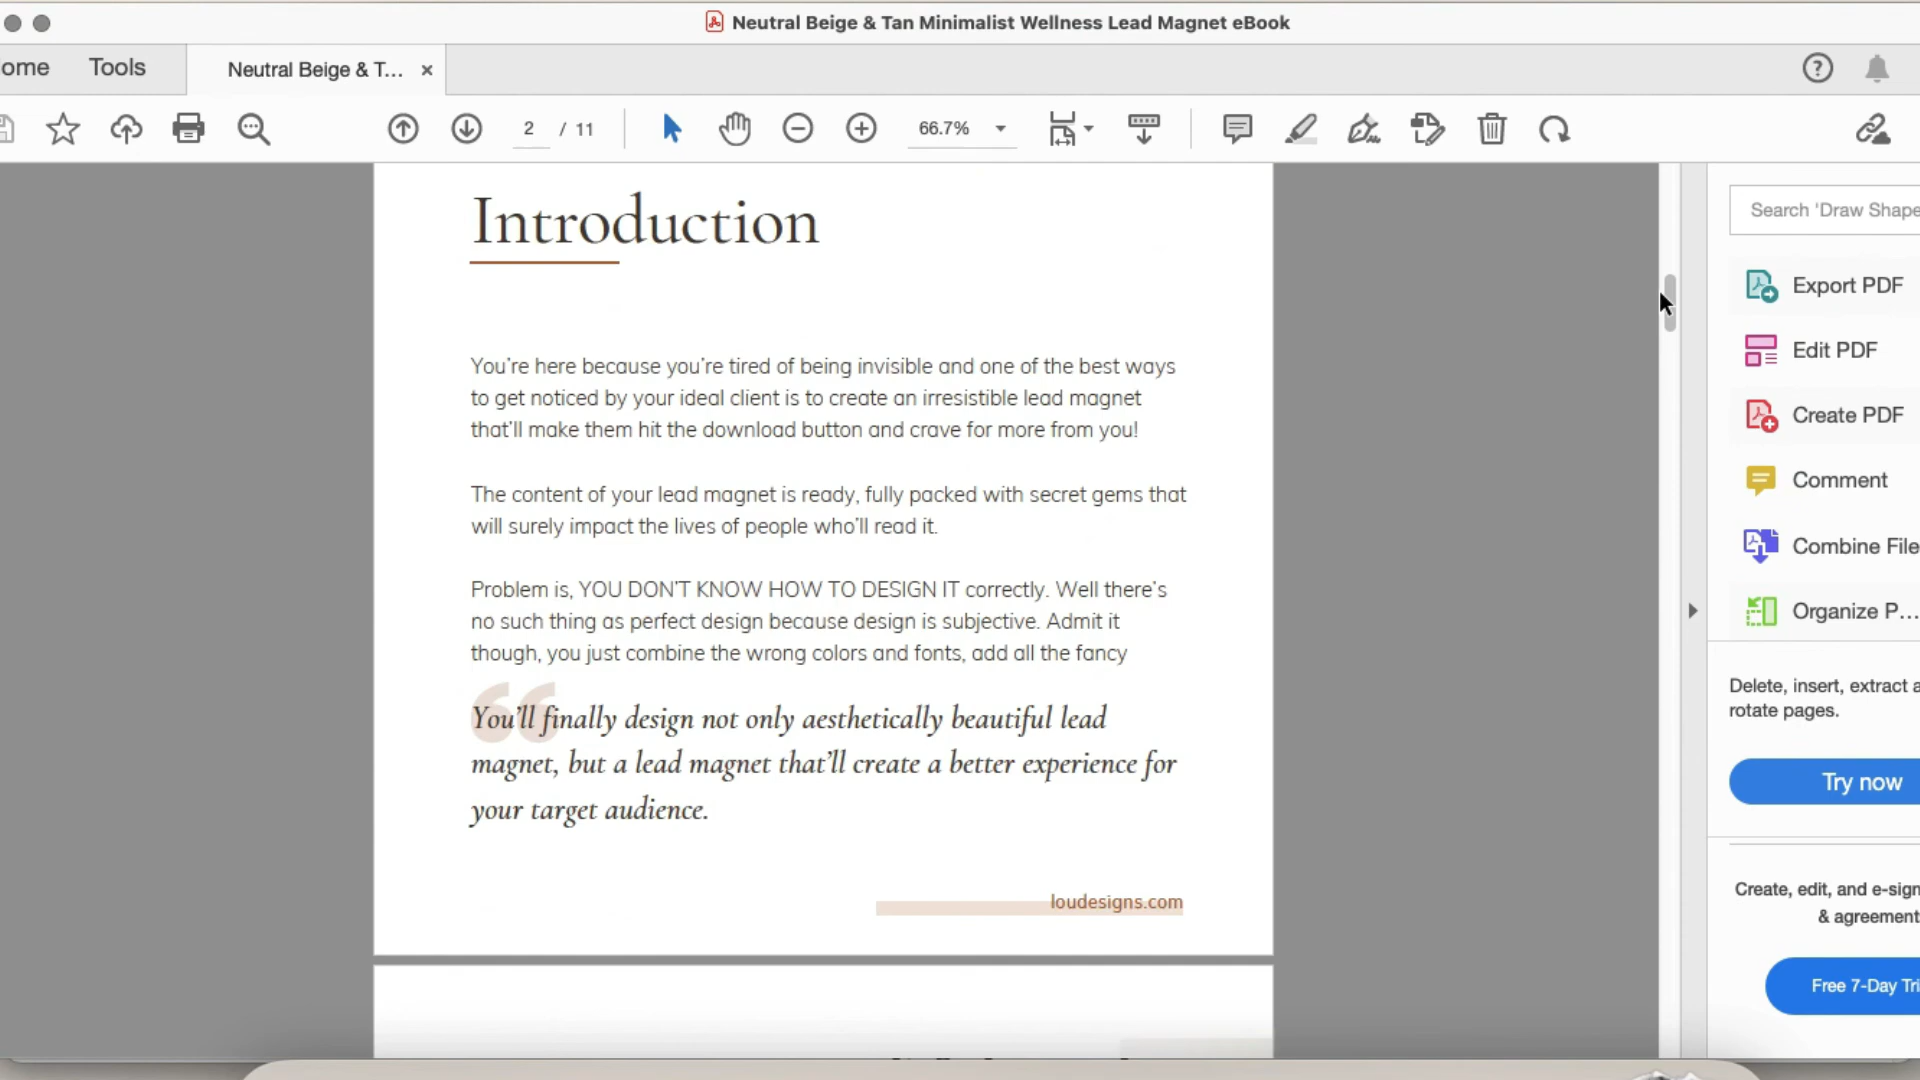 Neutral Beige & Tan Minimalist Wellness Lead Magnet eBook
ome
Tools
Neutral Beige & T...
2 / 11
66.7%
Introduction
You're here because you're tired of being invisible and one of the best ways
to get noticed by your ideal client is to create an irresistible lead magnet
that'll make them hit the download button and crave for more from you!
The content of your lead magnet is ready, fully packed with secret gems that
will surely impact the lives of people who'll read it.
Problem is, YOU DON'T KNOW HOW TO DESIGN IT correctly. Well there's
no such thing as perfect design because design is subjective. Admit it
though, you just combine the wrong colors and fonts, add all the fancy
“
You'll finally design not only aesthetically beautiful lead
magnet, but a lead magnet that'll create a better experience for
your target audience.
loudesigns.com
Search 'Draw Shape
Export PDF
Edit PDF
Create PDF
Comment
Combine File
Organize P...
Delete, insert, extract a
rotate pages.
Try now
Create, edit, and e-sign
& agreement
Free 7-Day Tri